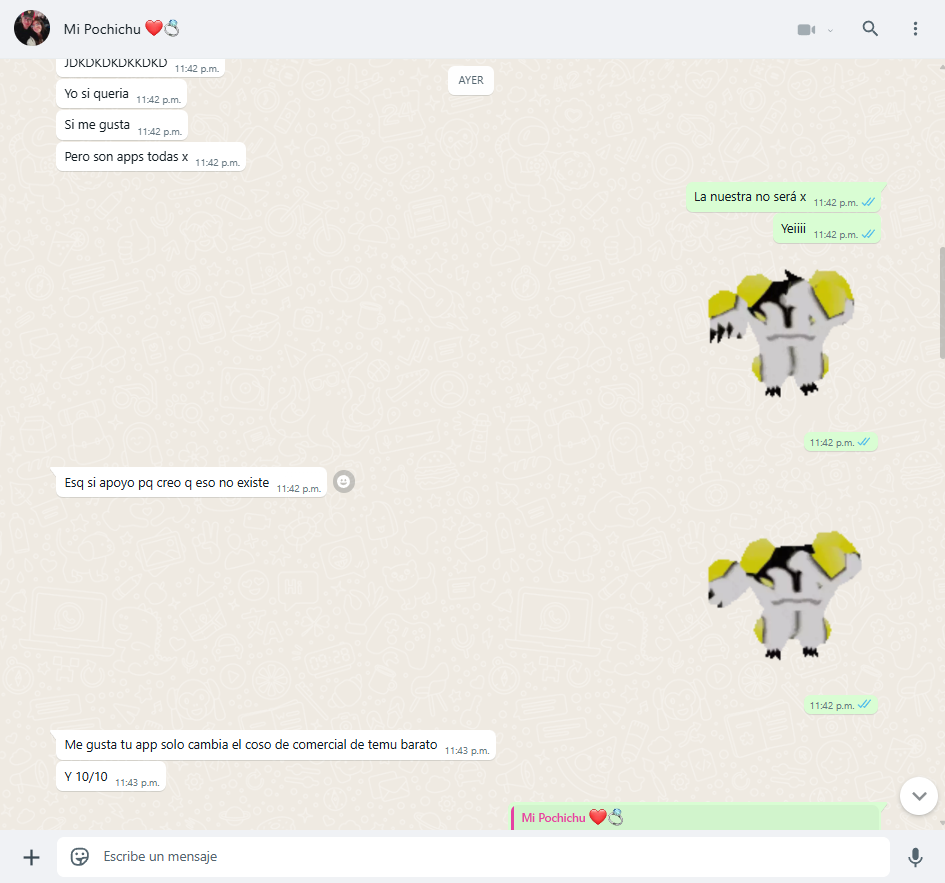 Mi Pochichu ❤️💍
JDKDKDKDKKDKD 11:42 p.m.
AYER
Yo si queria 11:42 p.m.
Si me gusta 11:42 p.m.
Pero son apps todas x 11:42 p.m.
La nuestra no será x 11:42 p.m.
Yeiiii 11:42 p.m.
11:42 p.m.
Esq si apoyo pq creo q eso no existe 11:42 p.m.
11:42 p.m.
Me gusta tu app solo cambia el coso de comercial de temu barato 11:43 p.m.
Y 10/10 11:43 p.m.
Mi Pochichu ❤️💍
Escribe un mensaje